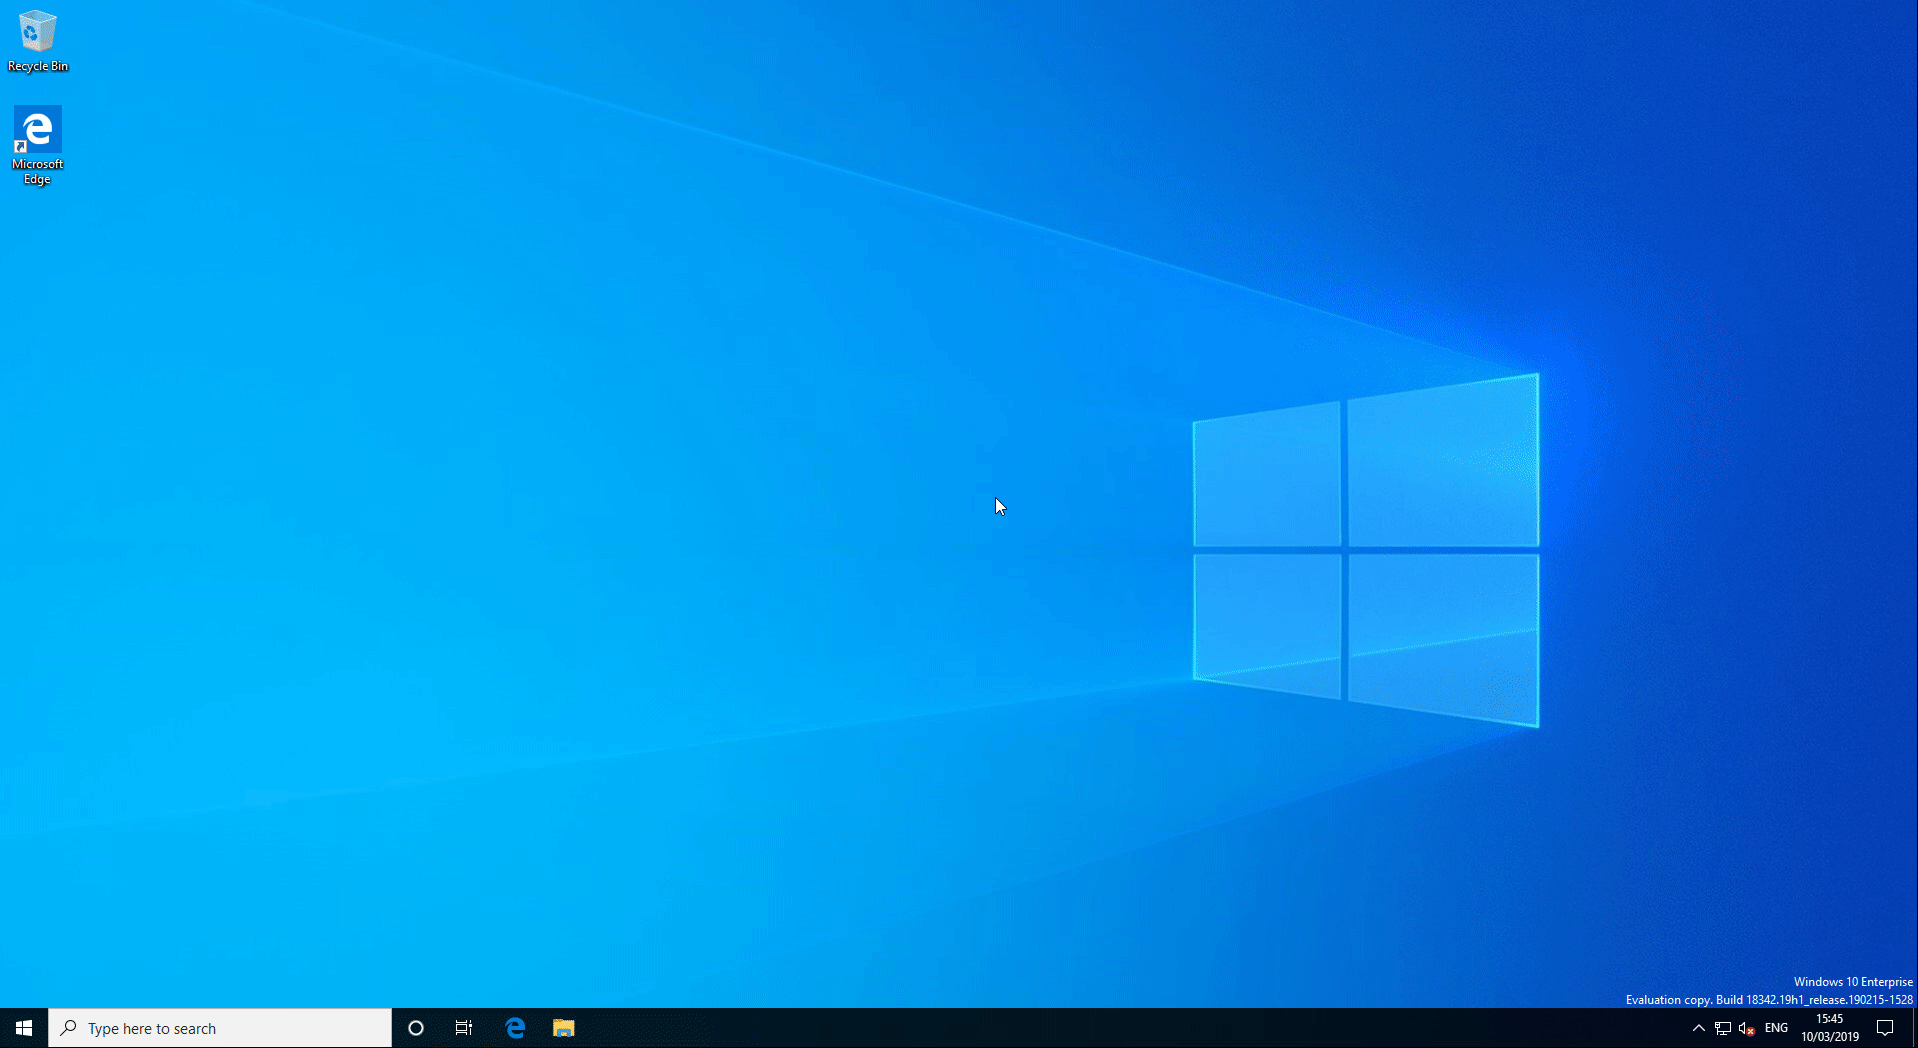 Recycle Bin
Microsoft
Edge
Windows 10 Enterprise
Evaluation copy. Build 18342.19h1_release.190215-1528
Type here to search
ENG
15:45
10/03/2019